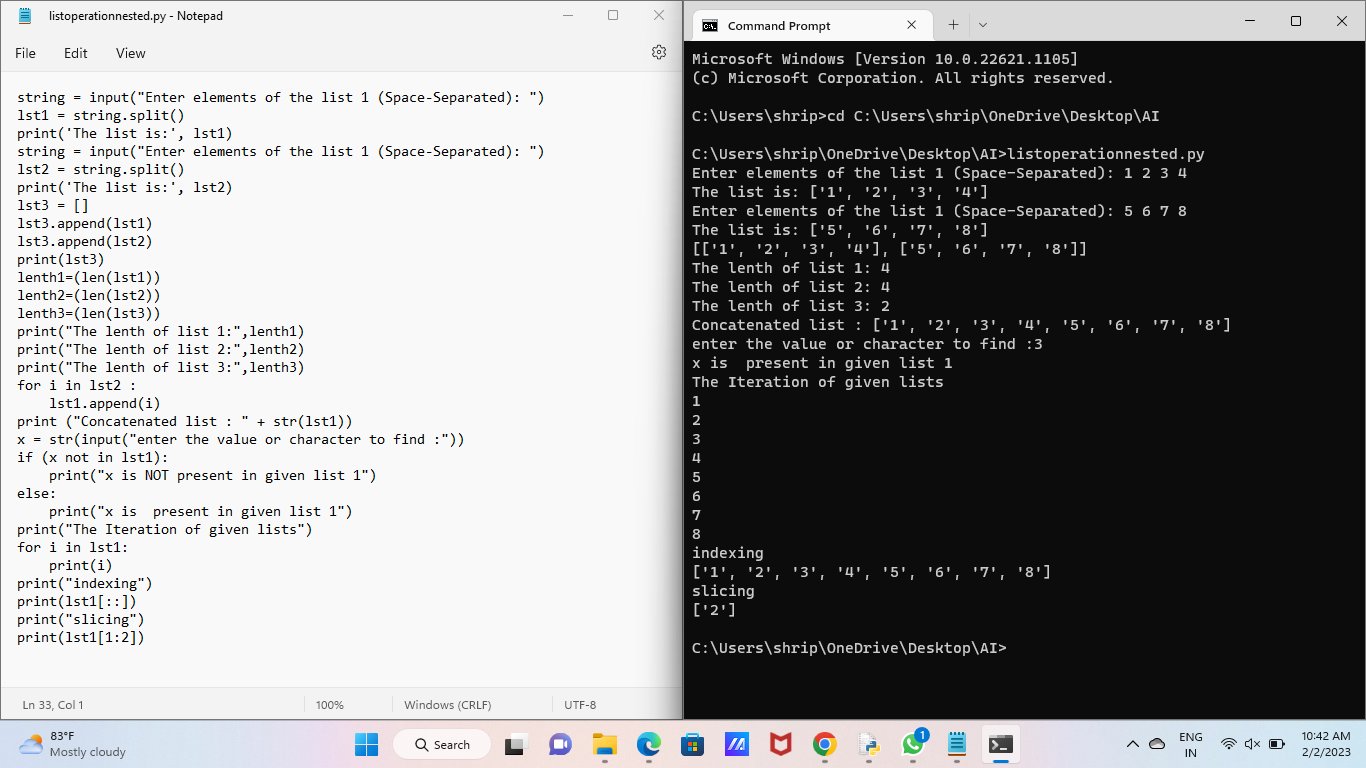 listoperationnested.py - Notepad
File Edit View
string = input("Enter elements of the list 1 (Space-Separated): ")
lst1 = string.split()
print('The list is:', lst1)
string = input("Enter elements of the list 1 (Space-Separated): ")
lst2 = string.split()
print('The list is:', lst2)
lst3 = []
lst3.append(lst1)
lst3.append(lst2)
print(lst3)
lenth1=(len(lst1))
lenth2=(len(lst2))
lenth3=(len(lst3))
print("The lenth of list 1:",lenth1)
print("The lenth of list 2:",lenth2)
print("The lenth of list 3:",lenth3)
for i in lst2 :
    lst1.append(i)
print ("Concatenated list : " + str(lst1))
x = str(input("enter the value or character to find :"))
if (x not in lst1):
    print("x is NOT present in given list 1")
else:
    print("x is  present in given list 1")
print("The Iteration of given lists")
for i in lst1:
    print(i)
print("indexing")
print(lst1[::])
print("slicing")
print(lst1[1:2])
Ln 33, Col 1 100% Windows (CRLF) UTF-8
Command Prompt
Microsoft Windows [Version 10.0.22621.1105]
(c) Microsoft Corporation. All rights reserved.
C:\Users\shrip>cd C:\Users\shrip\OneDrive\Desktop\AI
C:\Users\shrip\OneDrive\Desktop\AI>listoperationnested.py
Enter elements of the list 1 (Space-Separated): 1 2 3 4
The list is: ['1', '2', '3', '4']
Enter elements of the list 1 (Space-Separated): 5 6 7 8
The list is: ['5', '6', '7', '8']
[['1', '2', '3', '4'], ['5', '6', '7', '8']]
The lenth of list 1: 4
The lenth of list 2: 4
The lenth of list 3: 2
Concatenated list : ['1', '2', '3', '4', '5', '6', '7', '8']
enter the value or character to find :3
x is  present in given list 1
The Iteration of given lists
1
2
3
4
5
6
7
8
indexing
['1', '2', '3', '4', '5', '6', '7', '8']
slicing
['2']
C:\Users\shrip\OneDrive\Desktop\AI>
83°F
Mostly cloudy
Search
1
ENG
IN
10:42 AM
2/2/2023